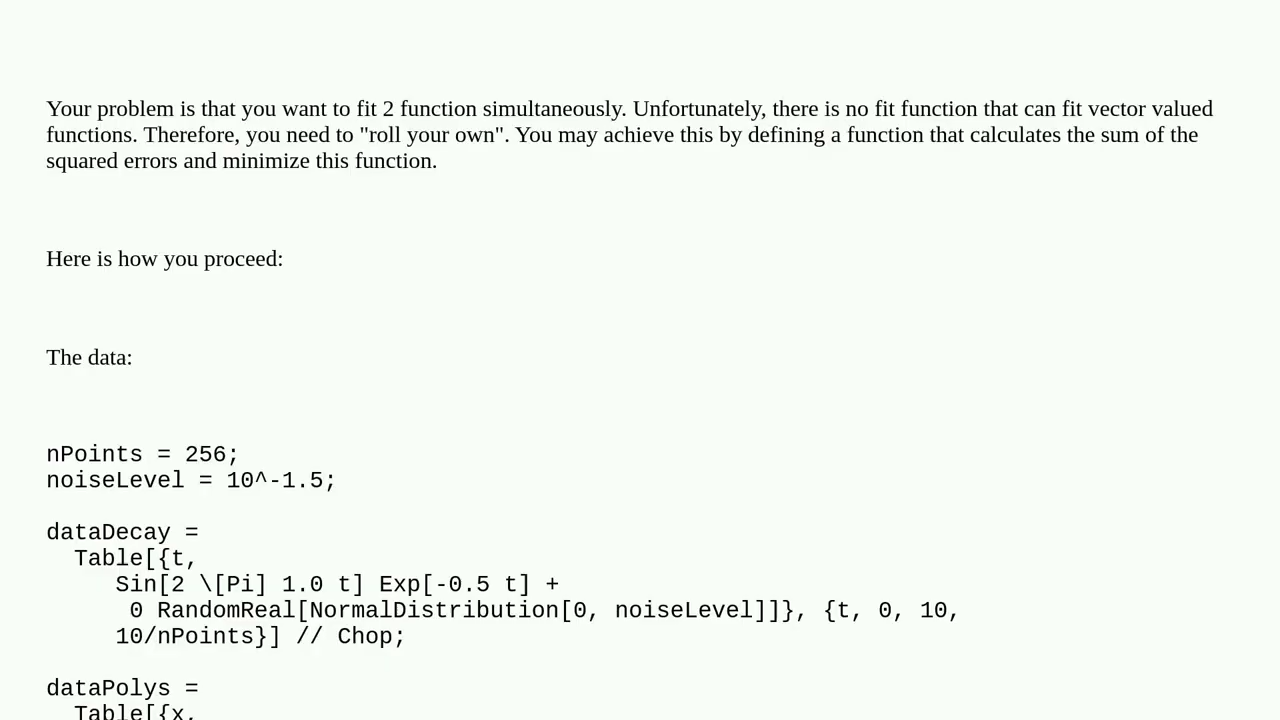 Your problem is that you want to fit 2 function simultaneously. Unfortunately, there is no fit function that can fit vector valued
functions. Therefore, you need to "roll your own". You may achieve this by defining a function that calculates the sum of the
squared errors and minimize this function.
Here is how you proceed:
The data:
nPoints = 256;
noiseLevel = 10^-1.5;
dataDecay =
  Table[{t,
     Sin[2 \[Pi] 1.0 t] Exp[-0.5 t] +
      0 RandomReal[NormalDistribution[0, noiseLevel]]}, {t, 0, 10,
     10/nPoints}] // Chop;
dataPolys =
  Table[{x,